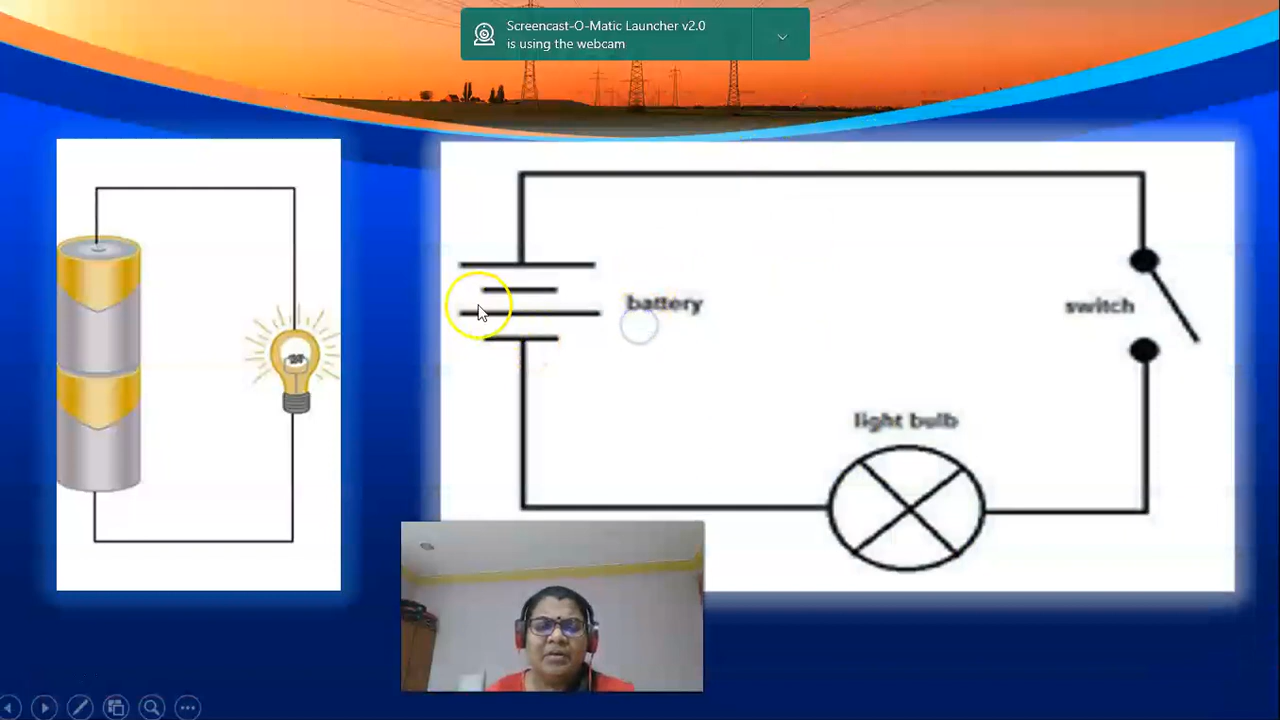 Screencast-O-Matic Launcher v2.0
is using the webcam
battery
switch
light bulb